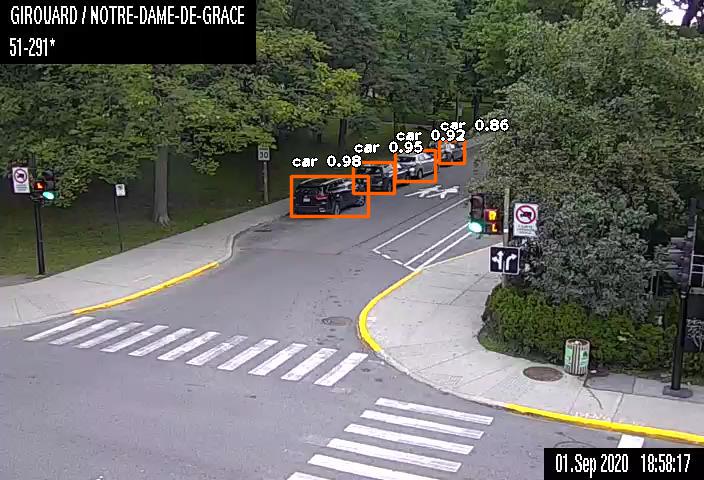 GIROUARD / NOTRE-DAME-DE-GRACE
51-291*
car 0.86
car 0.92
car 0.95
car 0.98
30
01.Sep 2020 18:58:17